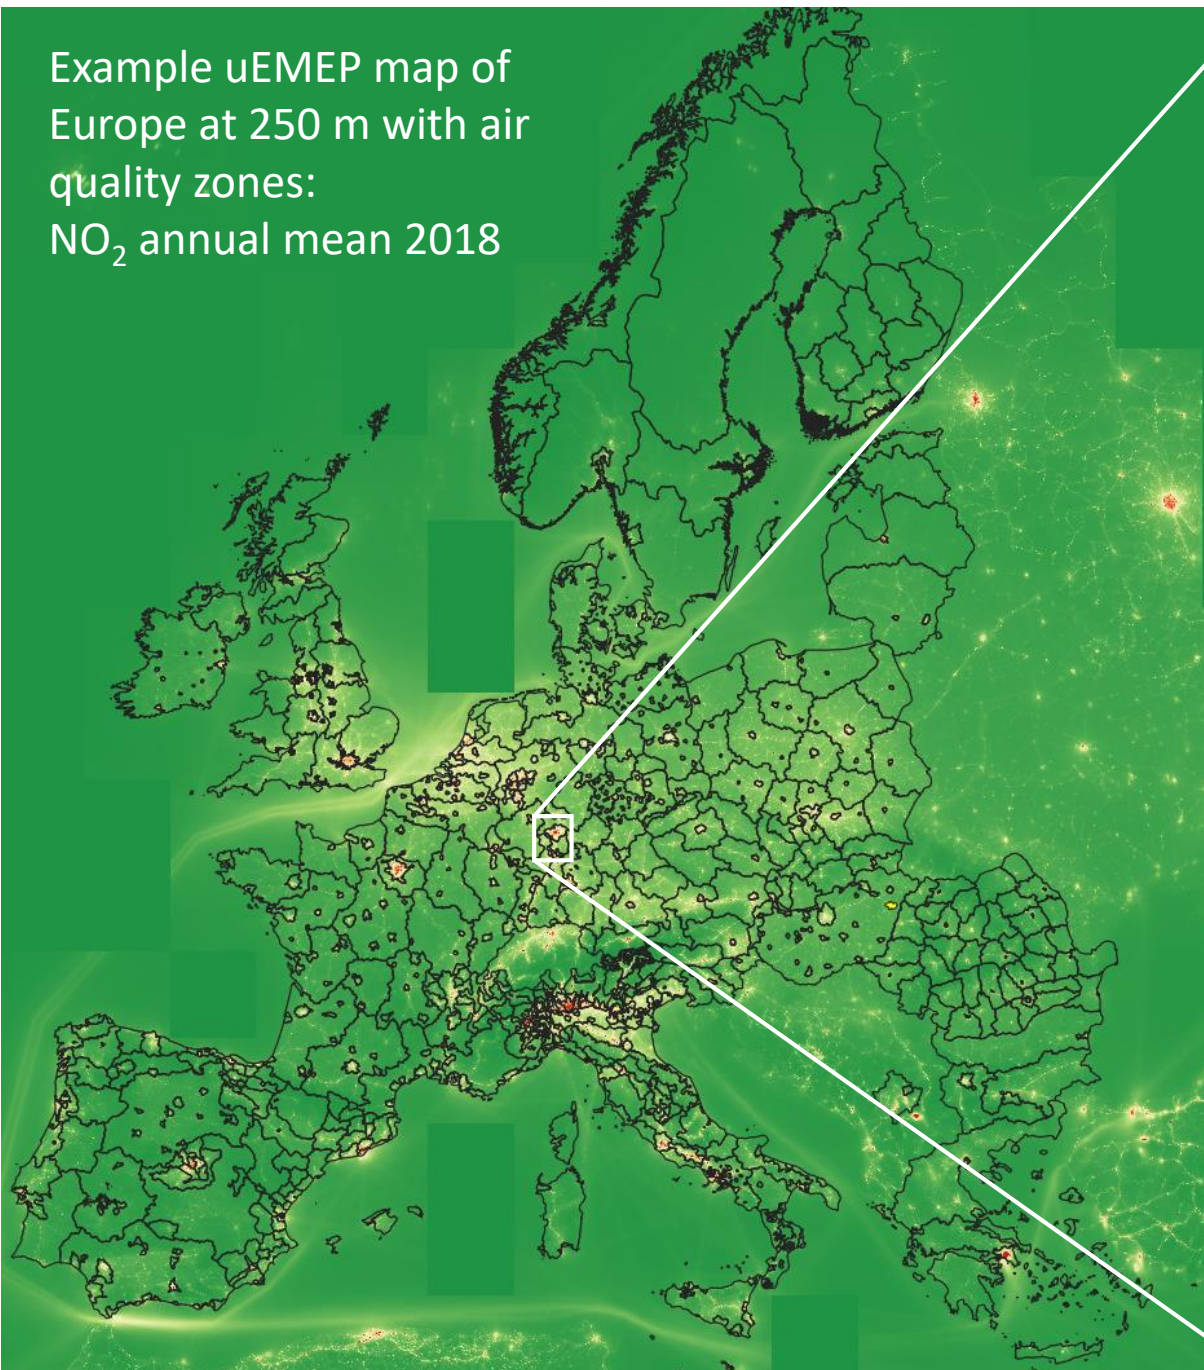 Example uEMEP map of
Europe at 250 m with air
quality zones:
NO₂ annual mean 2018